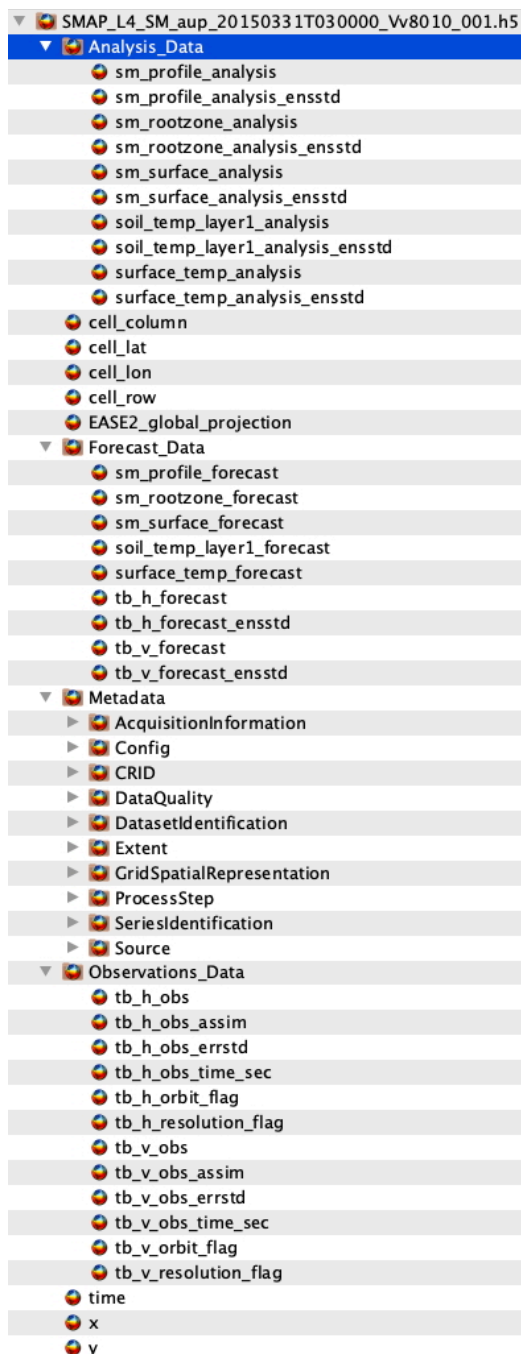 SMAP_L4_SM_aup_20150331T030000_Vv8010_001.h5
Analysis_Data
sm_profile_analysis
sm_profile_analysis_ensstd
sm_rootzone_analysis
sm_rootzone_analysis_ensstd
sm_surface_analysis
sm_surface_analysis_ensstd
soil_temp_layer1_analysis
soil_temp_layer1_analysis_ensstd
surface_temp_analysis
surface_temp_analysis_ensstd
cell_column
cell_lat
cell_lon
cell_row
EASE2_global_projection
Forecast_Data
sm_profile_forecast
sm_rootzone_forecast
sm_surface_forecast
soil_temp_layer1_forecast
surface_temp_forecast
tb_h_forecast
tb_h_forecast_ensstd
tb_v_forecast
tb_v_forecast_ensstd
Metadata
AcquisitionInformation
Config
CRID
DataQuality
DatasetIdentification
Extent
GridSpatialRepresentation
ProcessStep
SeriesIdentification
Source
Observations_Data
tb_h_obs
tb_h_obs_assim
tb_h_obs_errstd
tb_h_obs_time_sec
tb_h_orbit_flag
tb_h_resolution_flag
tb_v_obs
tb_v_obs_assim
tb_v_obs_errstd
tb_v_obs_time_sec
tb_v_orbit_flag
tb_v_resolution_flag
time
x
y